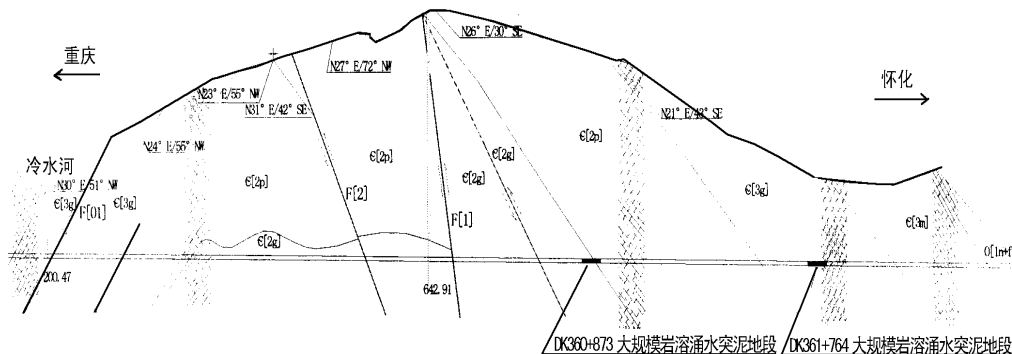 N26°E/30°SE
重庆
N27°E/72°NW
怀化
N23°E/55°NW
N31°E/42°SE
N21°E/43°SE
N24°E/55°NW
冷水河
N30°E/51°NW
є[3g]
є[3g]
F[01]
є[2p]
F[2]
є[2p]
є[2g]
є[2g]
F[1]
є[2p]
є[3g]
є[3m]
є[2g]
O[1n+f
200.47
642.91
DK360+873 大规模岩溶涌水突泥地段
DK361+764 大规模岩溶涌水突泥地段